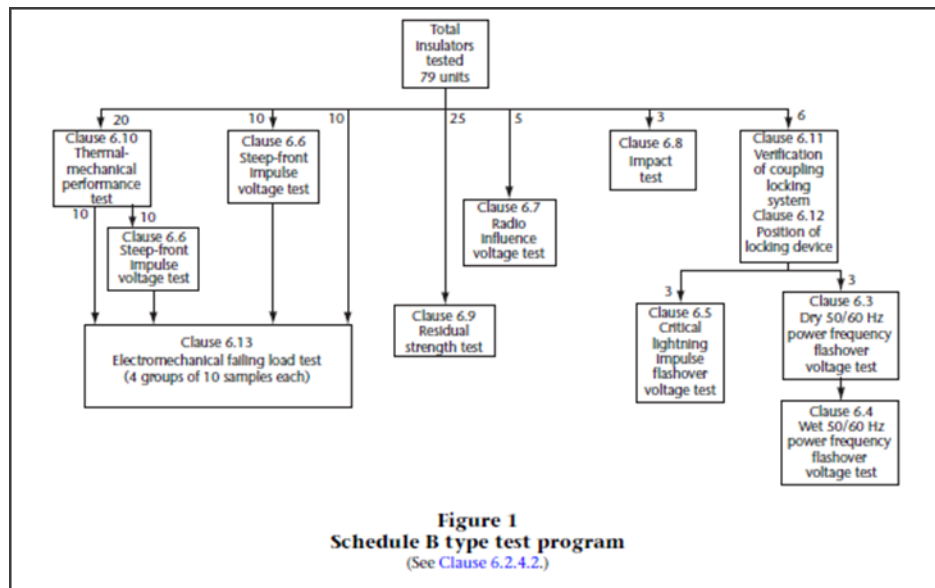 Total
insulators
tested
79 units
20
10
10
25
5
3
6
Clause 6.10
Thermal-
mechanical
performance
test
Clause 6.6
Steep-front
impulse
voltage test
Clause 6.8
Impact
test
Clause 6.11
Verification
of coupling
locking
system
Clause 6.12
Position of
locking device
Clause 6.7
Radio
influence
voltage test
10
10
Clause 6.6
Steep-front
impulse
voltage test
3
3
Clause 6.13
Electromechanical failing load test
(4 groups of 10 samples each)
Clause 6.9
Residual
strength test
Clause 6.5
Critical
lightning
impulse
flashover
voltage test
Clause 6.3
Dry 50/60 Hz
power frequency
flashover
voltage test
Clause 6.4
Wet 50/60 Hz
power frequency
flashover
voltage test
Figure 1
Schedule B type test program
(See Clause 6.2.4.2.)